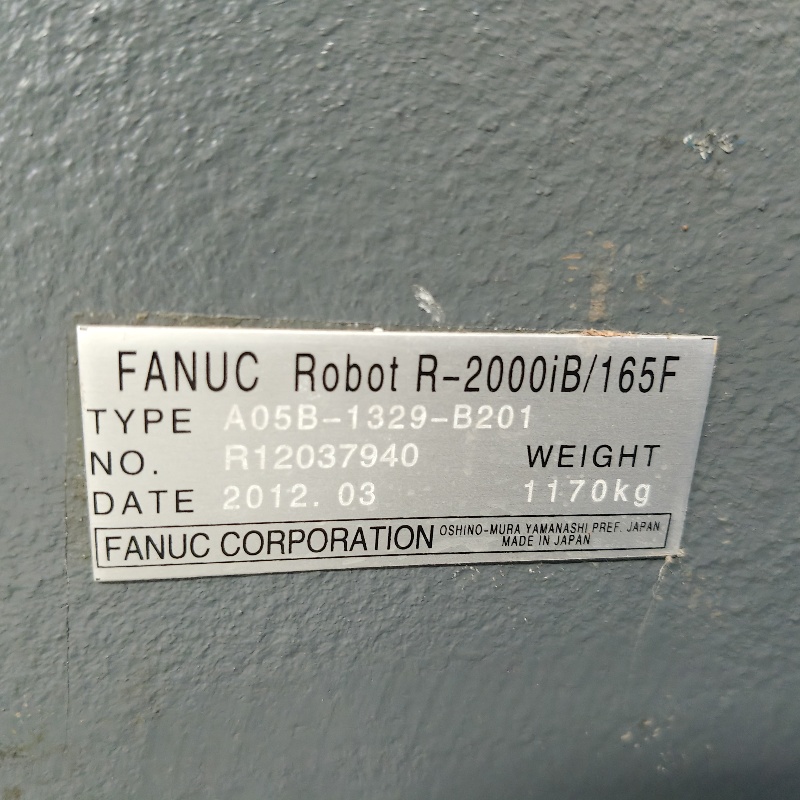 FANUC Robot R-2000iB/165F
TYPE A05B-1329-B201
NO. R12037940 WEIGHT
DATE 2012. 03 1170kg
FANUC CORPORATION OSHINO-MURA YAMANASHI PREF. JAPAN
MADE IN JAPAN